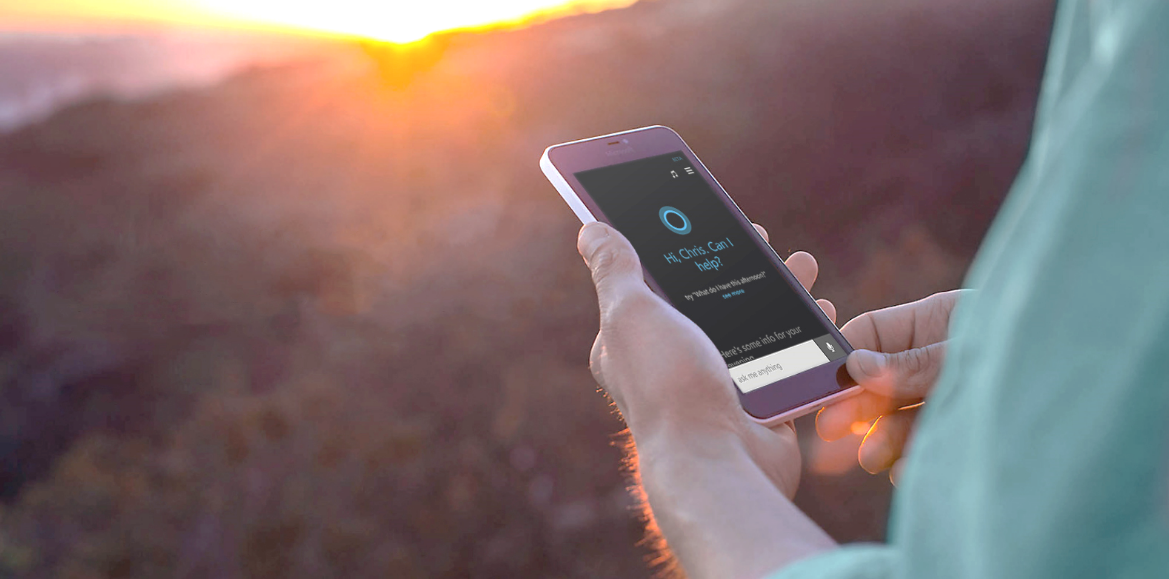 Hi, Chris. Can I
help?
Try "What do I have this afternoon?"
see more
Here's some info for your
ask me anything